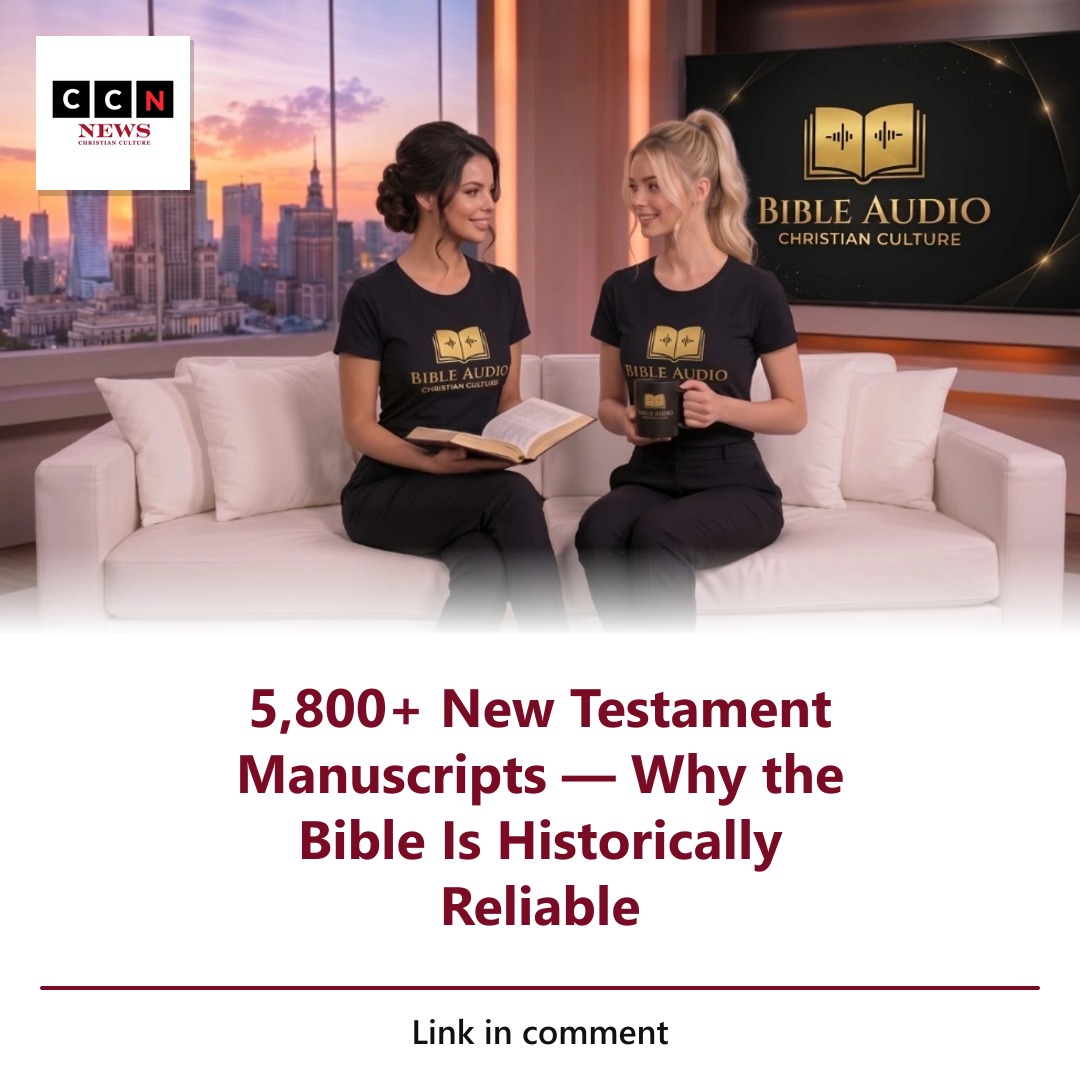 CCN
NEWS
CHRISTIAN CULTURE
BIBLE AUDIO
CHRISTIAN CULTURE
BIBLE AUDIO
CHRISTIAN CULTURE
BIBLE AUDIO
5,800+ New Testament
Manuscripts — Why the
Bible Is Historically
Reliable
Link in comment